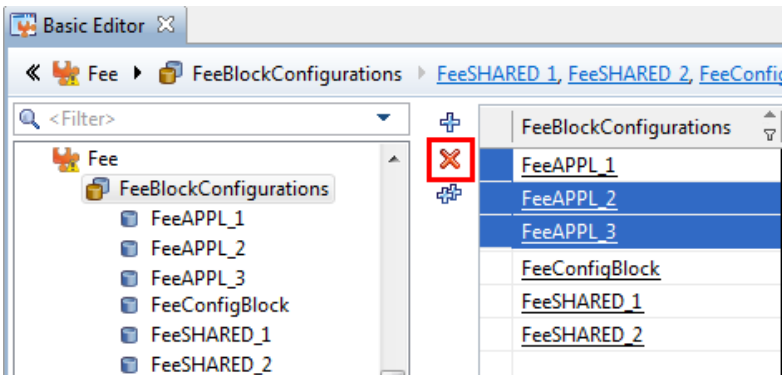 Basic Editor
Fee FeeBlockConfigurations FeeSHARED_1, FeeSHARED_2, FeeConfig
<Filter>
Fee
FeeBlockConfigurations
FeeAPPL_1
FeeAPPL_2
FeeAPPL_3
FeeConfigBlock
FeeSHARED_1
FeeSHARED_2
FeeBlockConfigurations
FeeAPPL_1
FeeAPPL_2
FeeAPPL_3
FeeConfigBlock
FeeSHARED_1
FeeSHARED_2